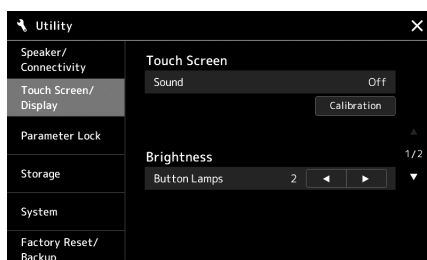 Utility
Speaker/
Connectivity
Touch Screen/
Display
Parameter Lock
Storage
System
Factory Reset/
Backup
Touch Screen
Sound Off
Calibration
Brightness
Button Lamps 2
1/2